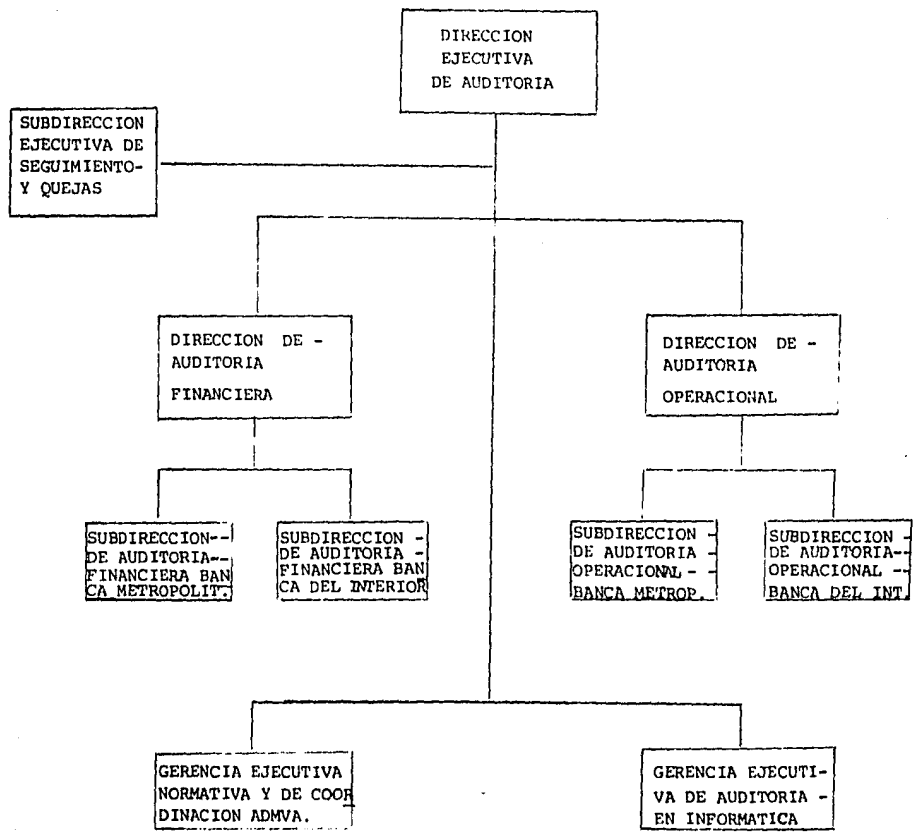 DIRECCION
EJECUTIVA
DE AUDITORIA
SUBDIRECCION
EJECUTIVA DE
SEGUIMIENTO-
Y QUEJAS
DIRECCION DE -
AUDITORIA
FINANCIERA
DIRECCION DE -
AUDITORIA
OPERACIONAL
SUBDIRECCION--
DE AUDITORIA--
FINANCIERA BAN
CA METROPOLIT.
SUBDIRECCION -
DE AUDITORIA -
FINANCIERA BAN
CA DEL INTERIOR
SUBDIRECCION -
DE AUDITORIA -
OPERACIONAL- -
BANCA METROP.
SUBDIRECCION -
DE AUDITORIA--
OPERACIONAL --
BANCA DEL INT.
GERENCIA EJECUTIVA
NORMATIVA Y DE COOR
DINACION ADMVA.
GERENCIA EJECUTI-
VA DE AUDITORIA -
EN INFORMATICA